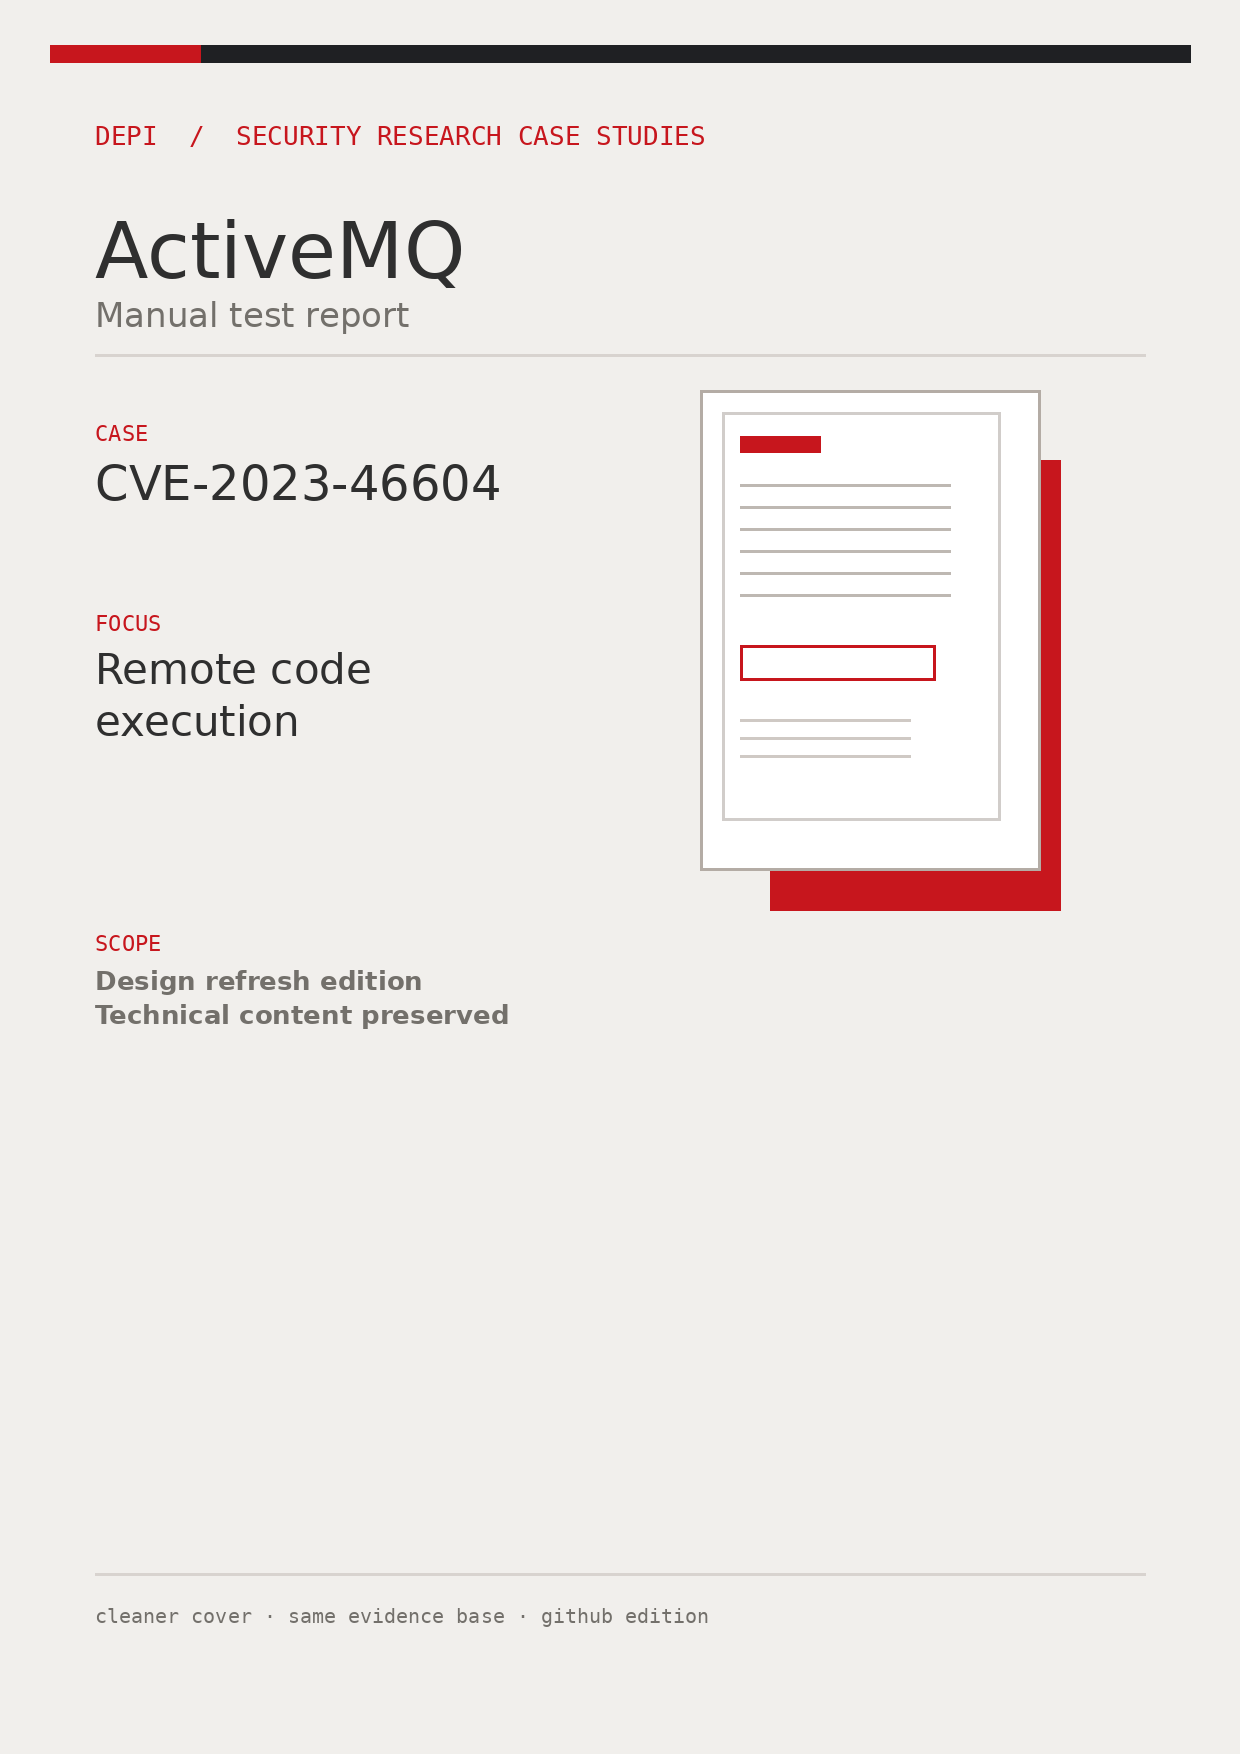 DEPI / SECURITY RESEARCH CASE STUDIES
ActiveMQ
Manual test report
CASE
CVE-2023-46604
FOCUS
Remote code
execution
SCOPE
Design refresh edition
Technical content preserved
cleaner cover · same evidence base · github edition